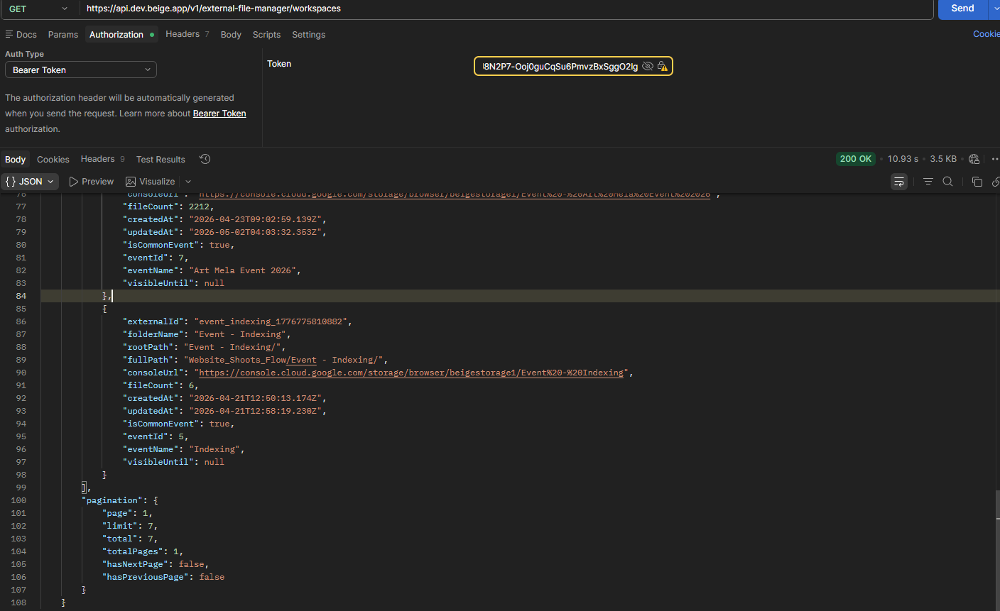 GET https://api.dev.beige.app/v1/external-file-manager/workspaces Send
Docs Params Authorization Headers 7 Body Scripts Settings Cookie
Auth Type
Bearer Token
The authorization header will be automatically generated
when you send the request. Learn more about Bearer Token
authorization.
Token
Body Cookies Headers 9 Test Results 200 OK • 10.93 s • 3.5 KB
{} JSON Preview Visualize
76 "consoleUrl": "https://console.cloud.google.com/storage/browser/beigestorage1/Event%20-%20Art%20Mela%20Event%202026",
77 "fileCount": 2212,
78 "createdAt": "2026-04-23T09:02:59.139Z",
79 "updatedAt": "2026-05-02T04:03:32.353Z",
80 "isCommonEvent": true,
81 "eventId": 7,
82 "eventName": "Art Mela Event 2026",
83 "visibleUntil": null
84 },
85 {
86 "externalId": "event_indexing_1776775810882",
87 "folderName": "Event - Indexing",
88 "rootPath": "Event - Indexing/",
89 "fullPath": "Website_Shoots_Flow/Event - Indexing/",
90 "consoleUrl": "https://console.cloud.google.com/storage/browser/beigestorage1/Event%20-%20Indexing",
91 "fileCount": 6,
92 "createdAt": "2026-04-21T12:50:13.174Z",
93 "updatedAt": "2026-04-21T12:58:19.230Z",
94 "isCommonEvent": true,
95 "eventId": 5,
96 "eventName": "Indexing",
97 "visibleUntil": null
98 }
99 ],
100 "pagination": {
101 "page": 1,
102 "limit": 7,
103 "total": 7,
104 "totalPages": 1,
105 "hasNextPage": false,
106 "hasPreviousPage": false
107 }
108 }